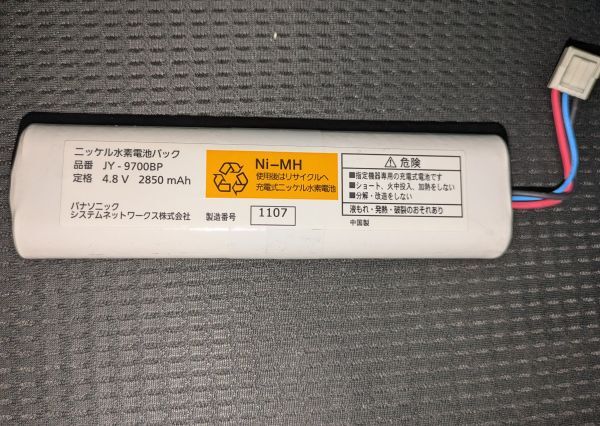 ニッケル水素電池パック
品番 JY - 9700BP
定格 4.8 V 2850 mAh
パナソニック
システムネットワークス株式会社
製造番号 1107
Ni-MH
使用後はリサイクルへ
充電式ニッケル水素電池
⚠ 危険
■指定機器専用の充電式電池です
■ショート、火中投入、加熱をしない
■分解・改造をしない
液もれ・発熱・破裂のおそれあり
中国製